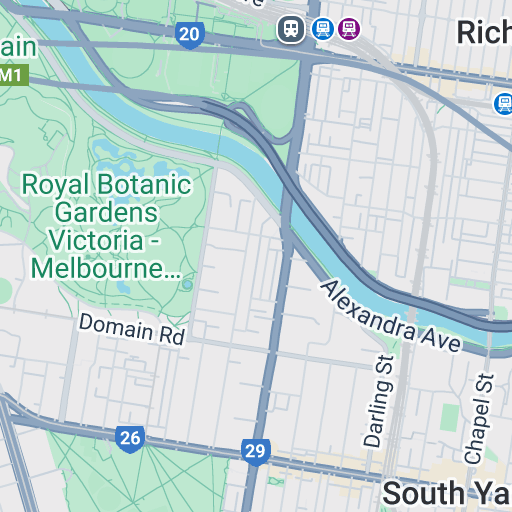 ve
20
Rich
ain
M1
Royal Botanic
Gardens
Victoria -
Melbourne...
Alexandra Ave
Domain Rd
Darling St
Chapel St
26
29
South Ya